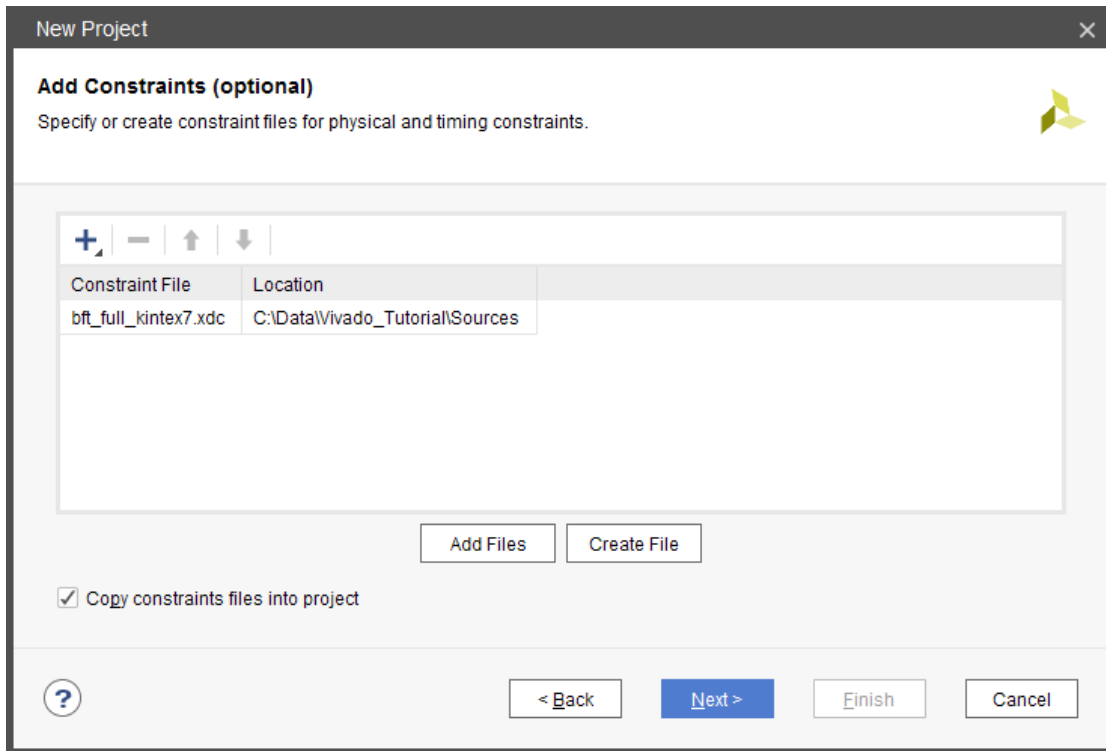 New Project
Add Constraints (optional)
Specify or create constraint files for physical and timing constraints.
Constraint File Location
bft_full_kintex7.xdc C:\Data\Vivado_Tutorial\Sources
Add Files Create File
Copy constraints files into project
? < Back Next > Finish Cancel